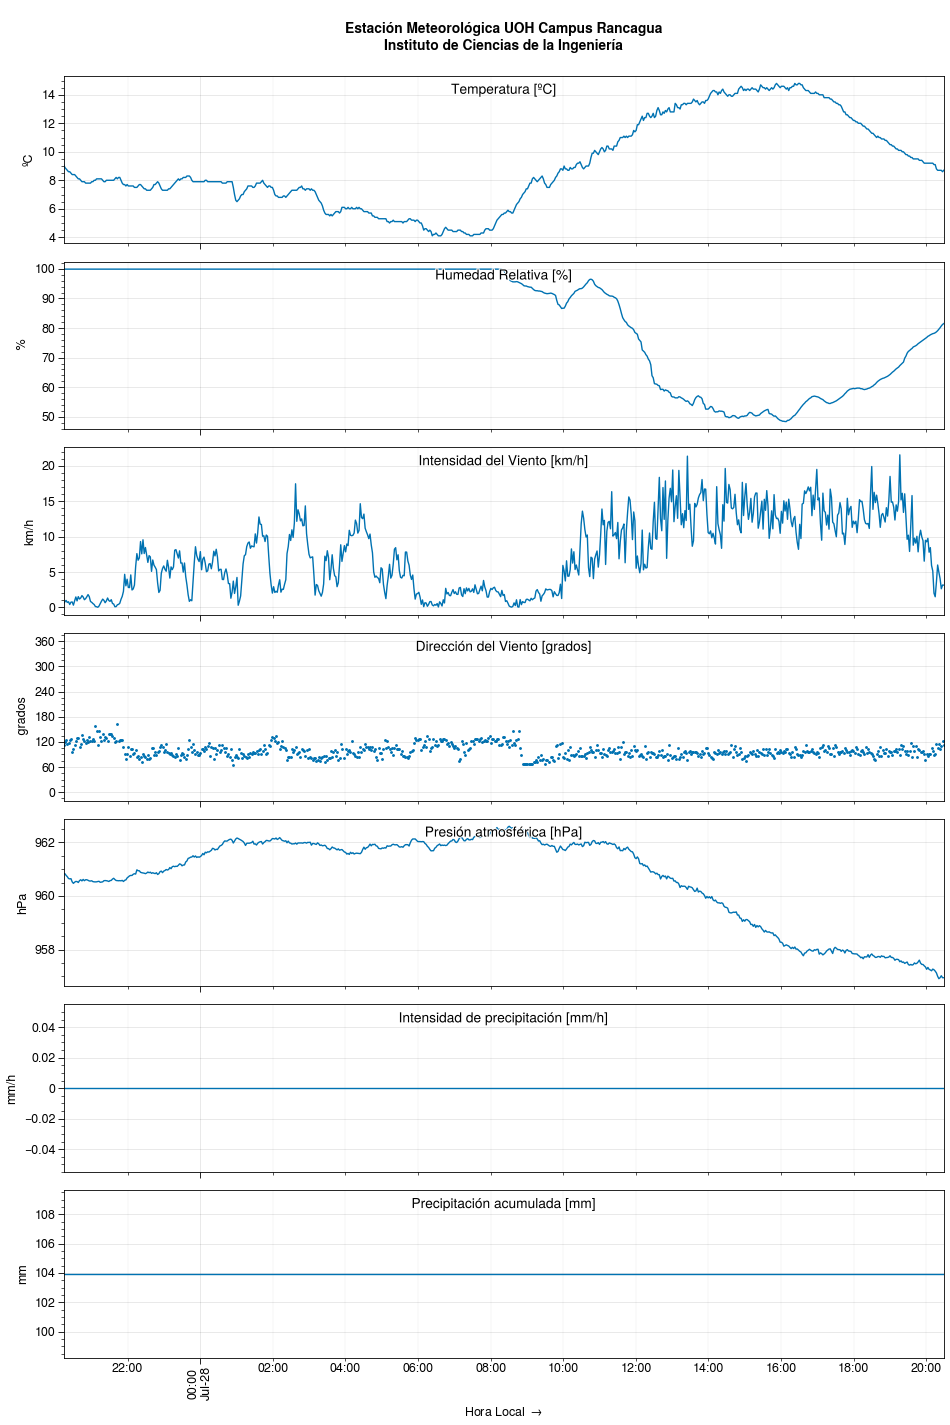 Estación Meteorológica UOH Campus Rancagua
Instituto de Ciencias de la Ingeniería
Temperatura [ºC]
ºC
14
12
10
8
6
4
Humedad Relativa [%]
%
100
90
80
70
60
50
Intensidad del Viento [km/h]
km/h
20
15
10
5
0
Dirección del Viento [grados]
grados
360
300
240
180
120
60
0
Presión atmosférica [hPa]
hPa
962
960
958
Intensidad de precipitación [mm/h]
mm/h
0.04
0.02
0
−0.02
−0.04
Precipitación acumulada [mm]
mm
108
106
104
102
100
22:00
00:00
Jul-28
02:00
04:00
06:00
08:00
10:00
12:00
14:00
16:00
18:00
20:00
Hora Local →